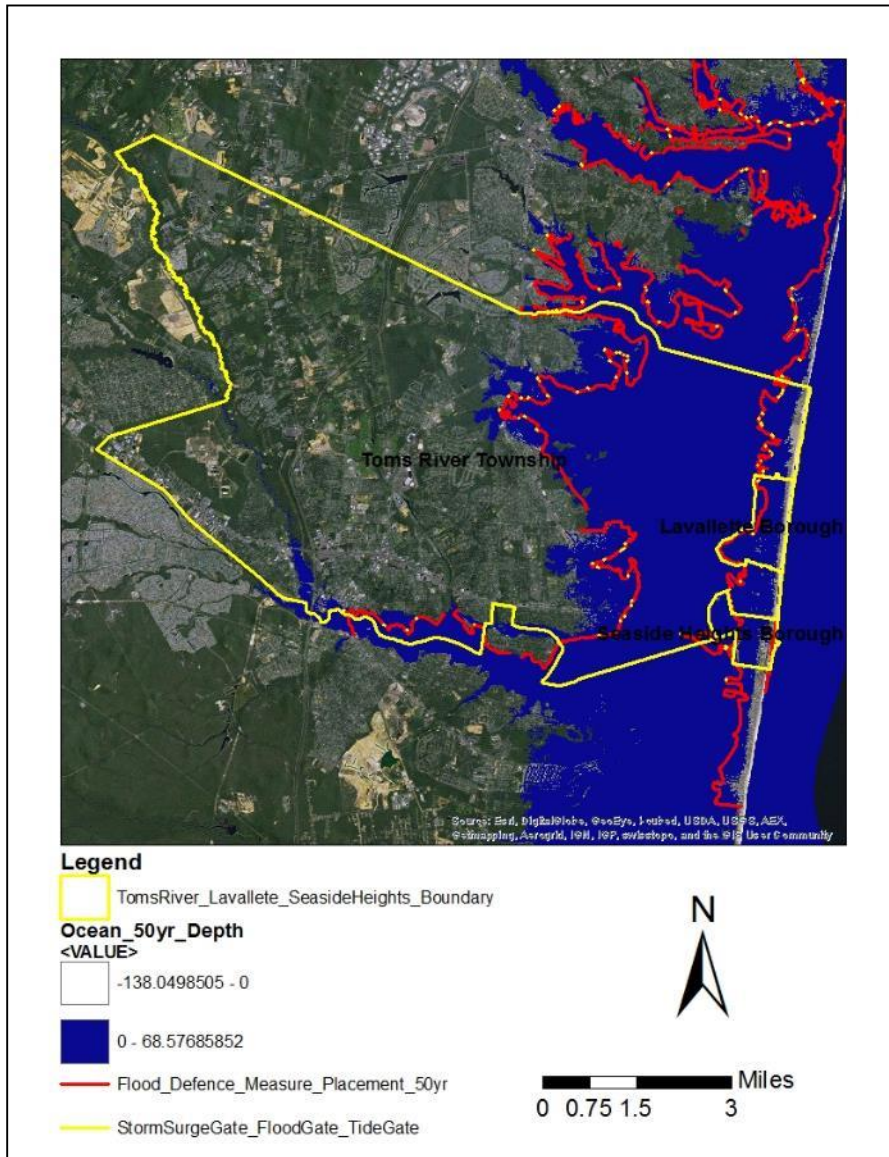 Toms River Township
Lavallette Borough
Seaside Heights Borough
Source: Esri, DigitalGlobe, GeoEye, i-cubed, USDA, USGS, AEX,
Getmapping, Aerogrid, IGN, IGP, swisstopo, and the GIS User Community
Legend
TomsRiver_Lavallete_SeasideHeights_Boundary
Ocean_50yr_Depth
<VALUE>
-138.0498505 - 0
0 - 68.57685852
Flood_Defence_Measure_Placement_50yr
StormSurgeGate_FloodGate_TideGate
N
Miles
0 0.75 1.5 3